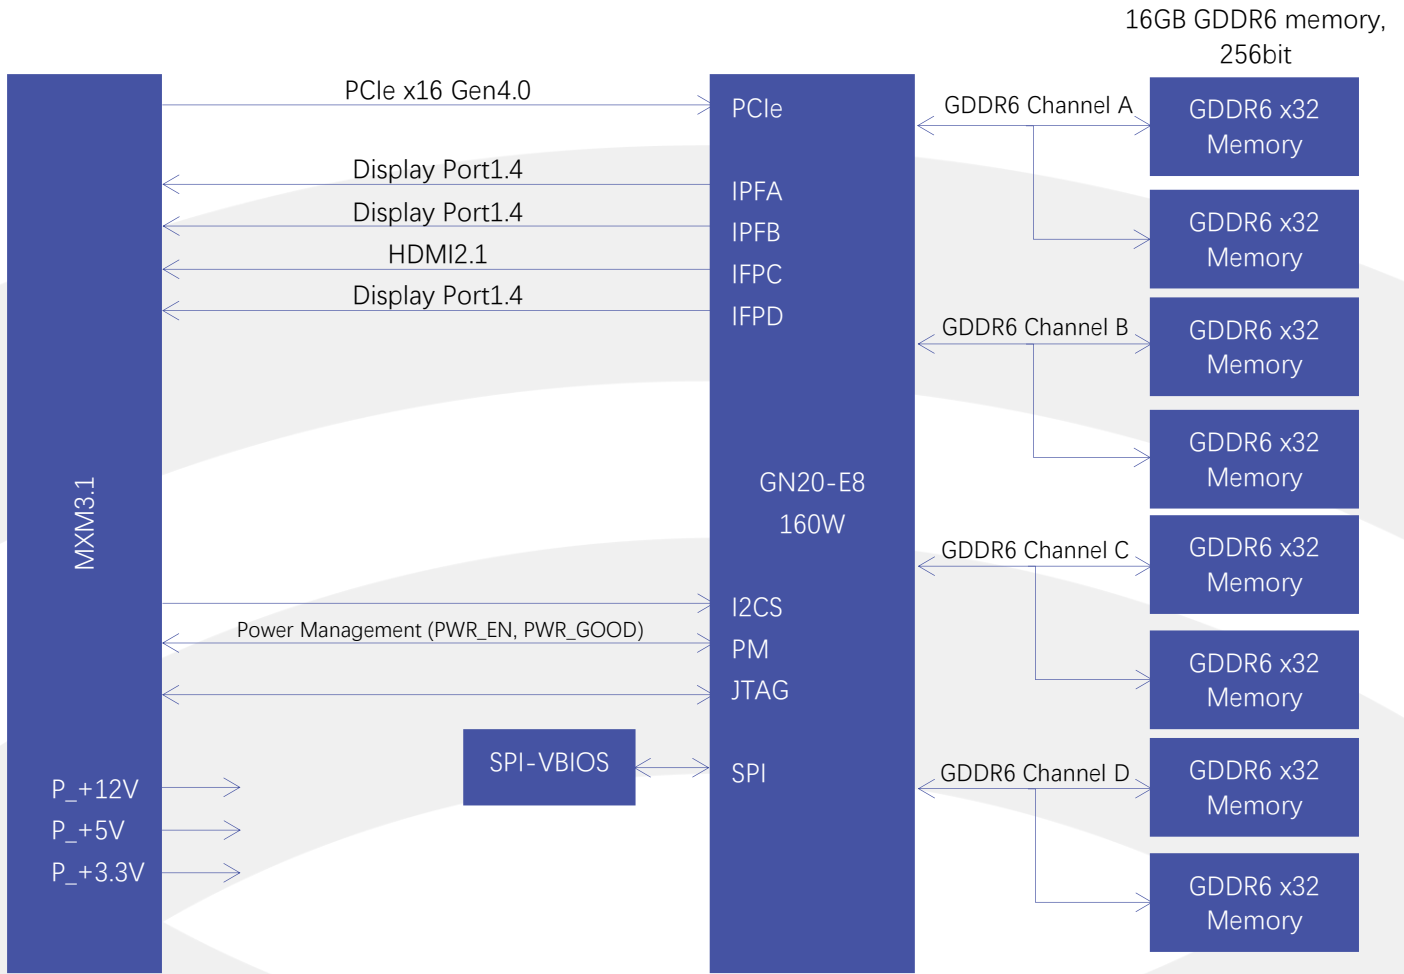 16GB GDDR6 memory,
256bit
MXM3.1
P_+12V
P_+5V
P_+3.3V
PCIe x16 Gen4.0
Display Port1.4
Display Port1.4
HDMI2.1
Display Port1.4
Power Management (PWR_EN, PWR_GOOD)
SPI-VBIOS
PCIe
IPFA
IPFB
IFPC
IFPD
GN20-E8
160W
I2CS
PM
JTAG
SPI
GDDR6 Channel A
GDDR6 Channel B
GDDR6 Channel C
GDDR6 Channel D
GDDR6 x32
Memory
GDDR6 x32
Memory
GDDR6 x32
Memory
GDDR6 x32
Memory
GDDR6 x32
Memory
GDDR6 x32
Memory
GDDR6 x32
Memory
GDDR6 x32
Memory